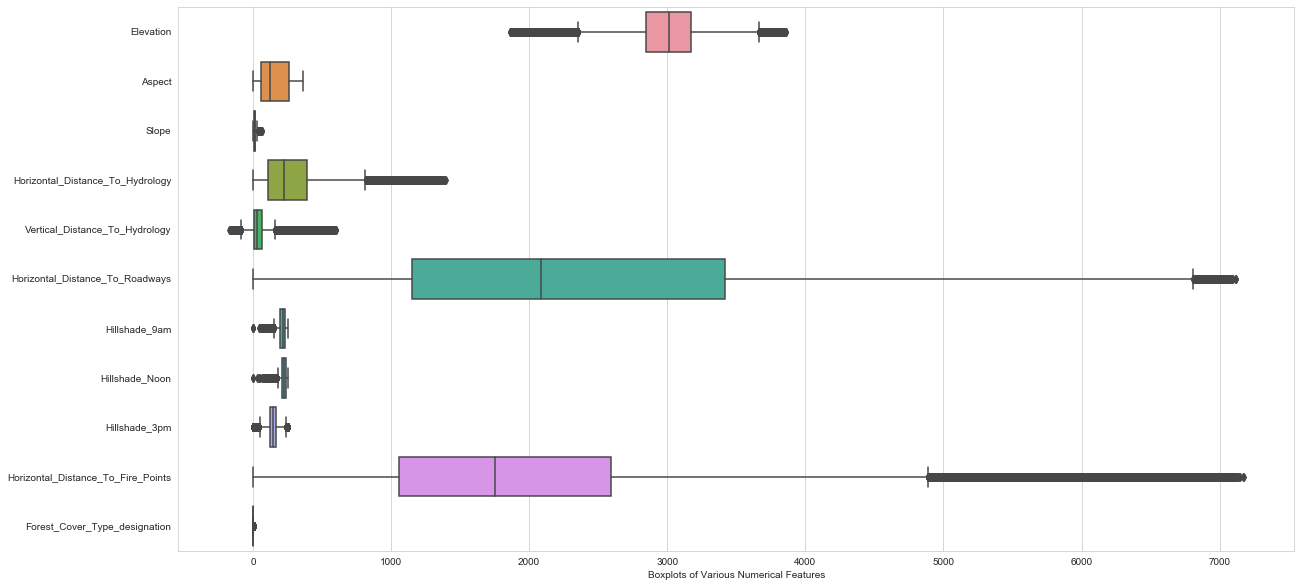 Elevation
Aspect
Slope
Horizontal_Distance_To_Hydrology
Vertical_Distance_To_Hydrology
Horizontal_Distance_To_Roadways
Hillshade_9am
Hillshade_Noon
Hillshade_3pm
Horizontal_Distance_To_Fire_Points
Forest_Cover_Type_designation
0 1000 2000 3000 4000 5000 6000 7000
Boxplots of Various Numerical Features